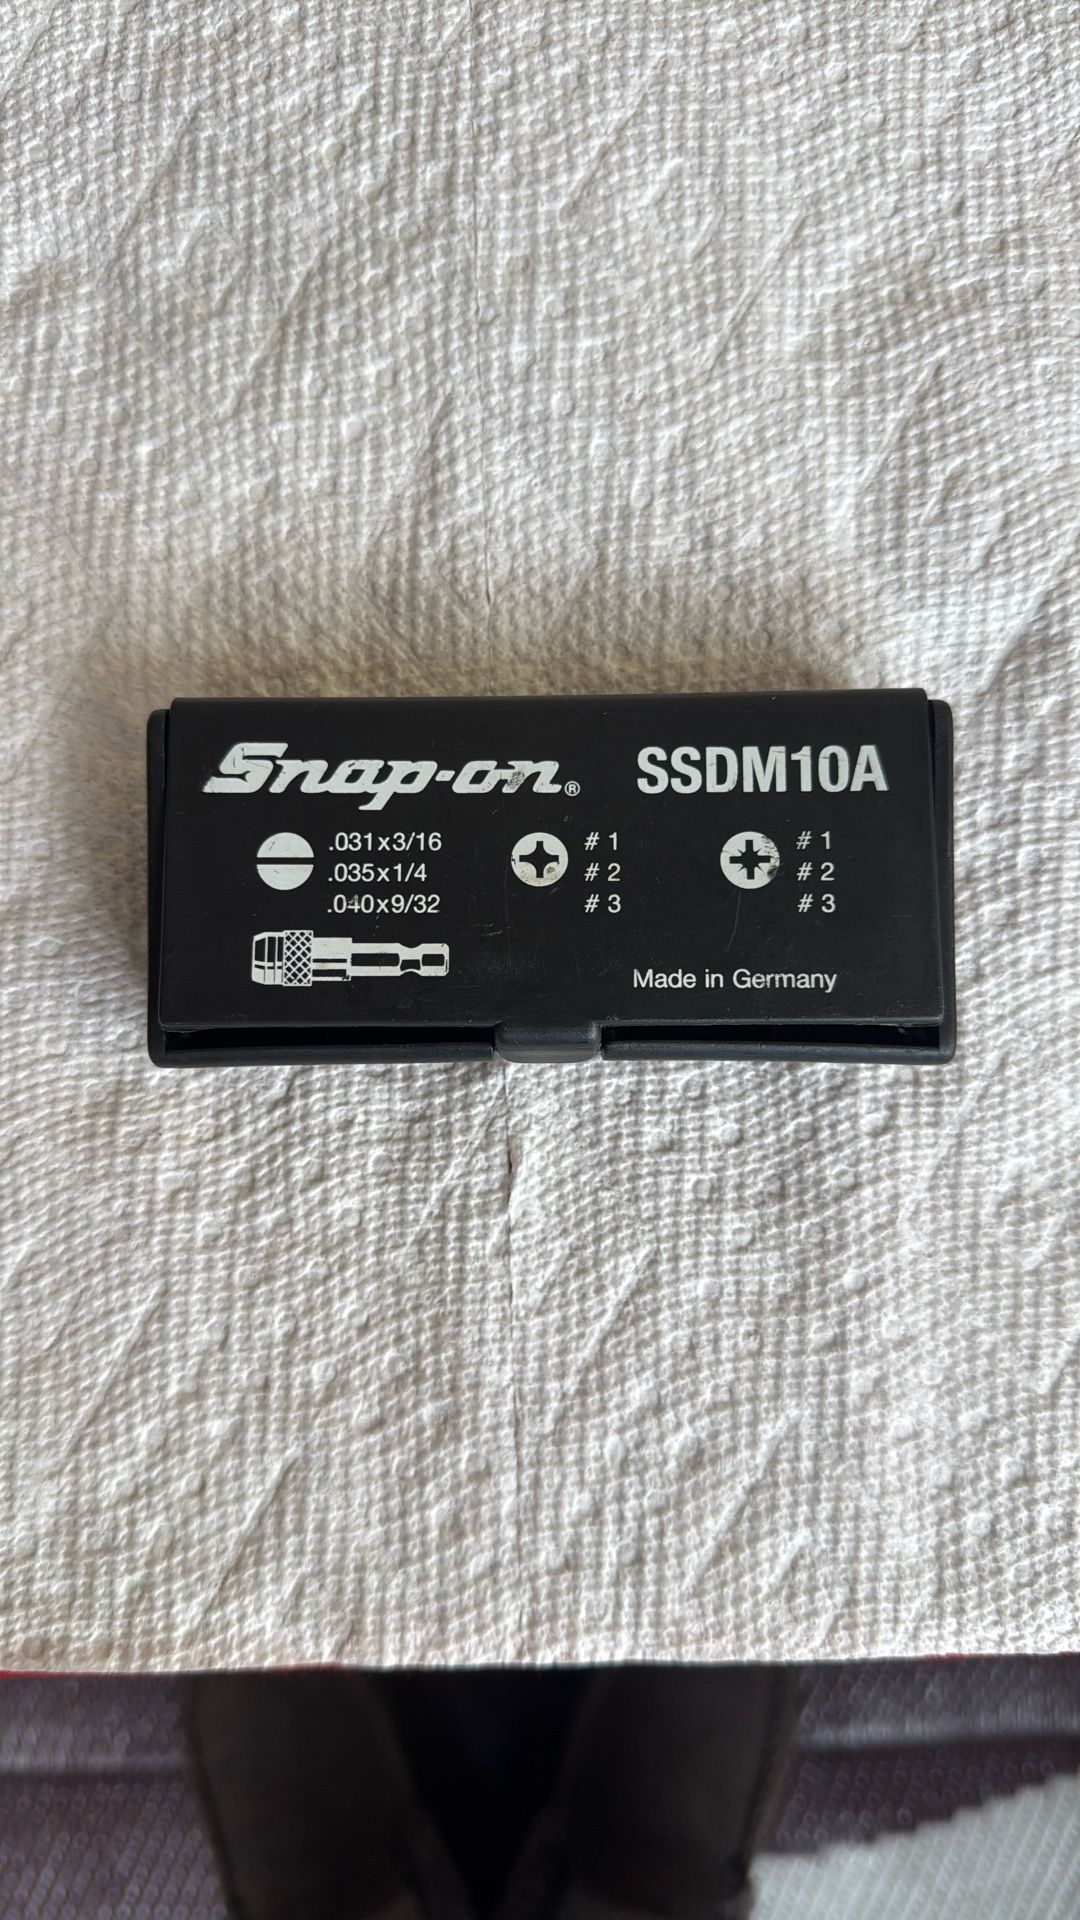 Snap-on® SSDM10A
.031x3/16 # 1 # 1
.035x1/4 # 2 # 2
.040x9/32 # 3 # 3
Made in Germany